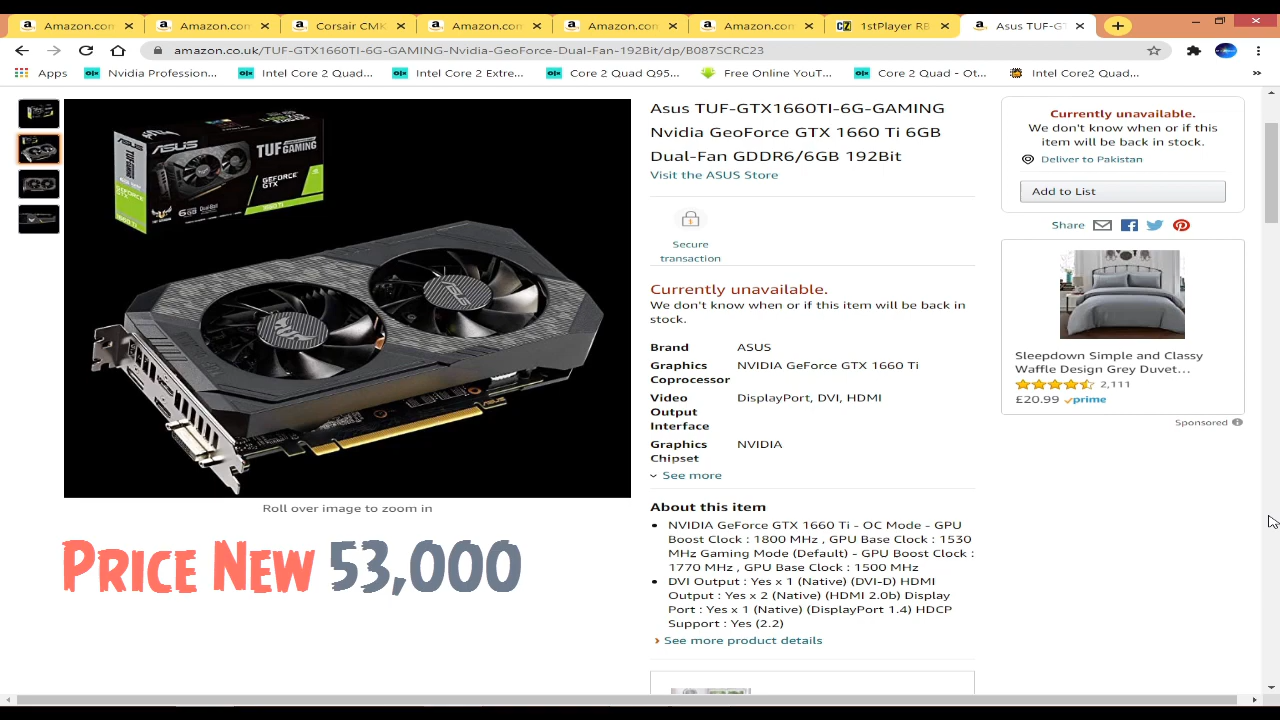 Amazon.com
Amazon.com
Corsair CMK
Amazon.com
Amazon.com
Amazon.com
1stPlayer RB
Asus TUF-GT
amazon.co.uk/TUF-GTX1660TI-6G-GAMING-Nvidia-GeForce-Dual-Fan-192Bit/dp/B087SCRC23
Apps
Nvidia Profession...
Intel Core 2 Quad...
Intel Core 2 Extre...
Core 2 Quad Q95...
Free Online YouT...
Core 2 Quad - Ot...
Intel Core2 Quad...
ASUS
TUF GAMING
GEFORCE GTX
Roll over image to zoom in
Price New 53,000
Asus TUF-GTX1660TI-6G-GAMING
Nvidia GeoForce GTX 1660 Ti 6GB
Dual-Fan GDDR6/6GB 192Bit
Visit the ASUS Store
Secure
transaction
Currently unavailable.
We don't know when or if this item will be back in
stock.
Brand ASUS
Graphics NVIDIA GeForce GTX 1660 Ti
Coprocessor
Video DisplayPort, DVI, HDMI
Output
Interface
Graphics NVIDIA
Chipset
See more
About this item
NVIDIA GeForce GTX 1660 Ti - OC Mode - GPU
Boost Clock : 1800 MHz , GPU Base Clock : 1530
MHz Gaming Mode (Default) - GPU Boost Clock :
1770 MHz , GPU Base Clock : 1500 MHz
DVI Output : Yes x 1 (Native) (DVI-D) HDMI
Output : Yes x 2 (Native) (HDMI 2.0b) Display
Port : Yes x 1 (Native) (DisplayPort 1.4) HDCP
Support : Yes (2.2)
See more product details
Currently unavailable.
We don't know when or if this
item will be back in stock.
Deliver to Pakistan
Add to List
Share
Sleepdown Simple and Classy
Waffle Design Grey Duvet...
2,111
£20.99 prime
Sponsored